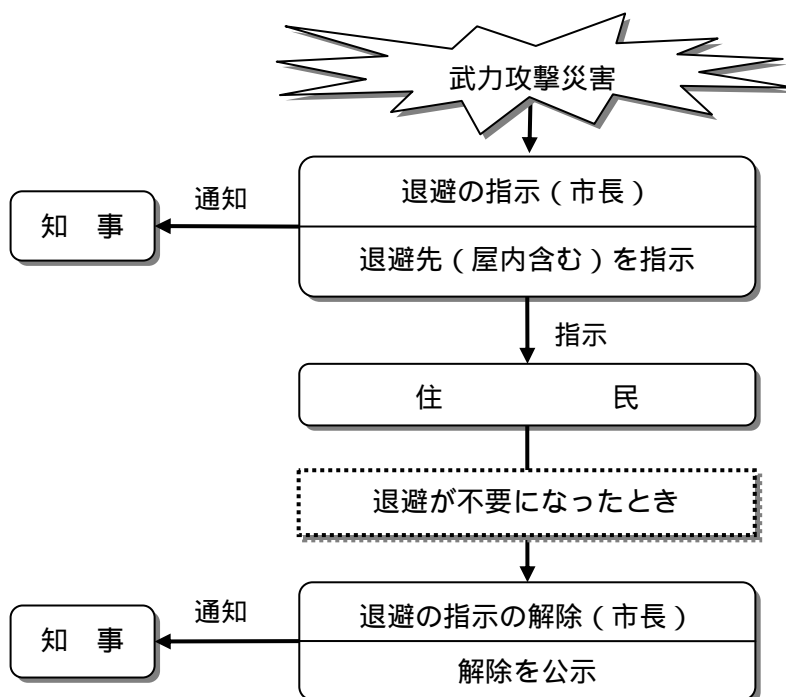 武力攻撃災害
退避の指示（市長）
通知
知　事
退避先（屋内含む）を指示
指示
住　　　　　民
退避が不要になったとき
退避の指示の解除（市長）
通知
知　事
解除を公示